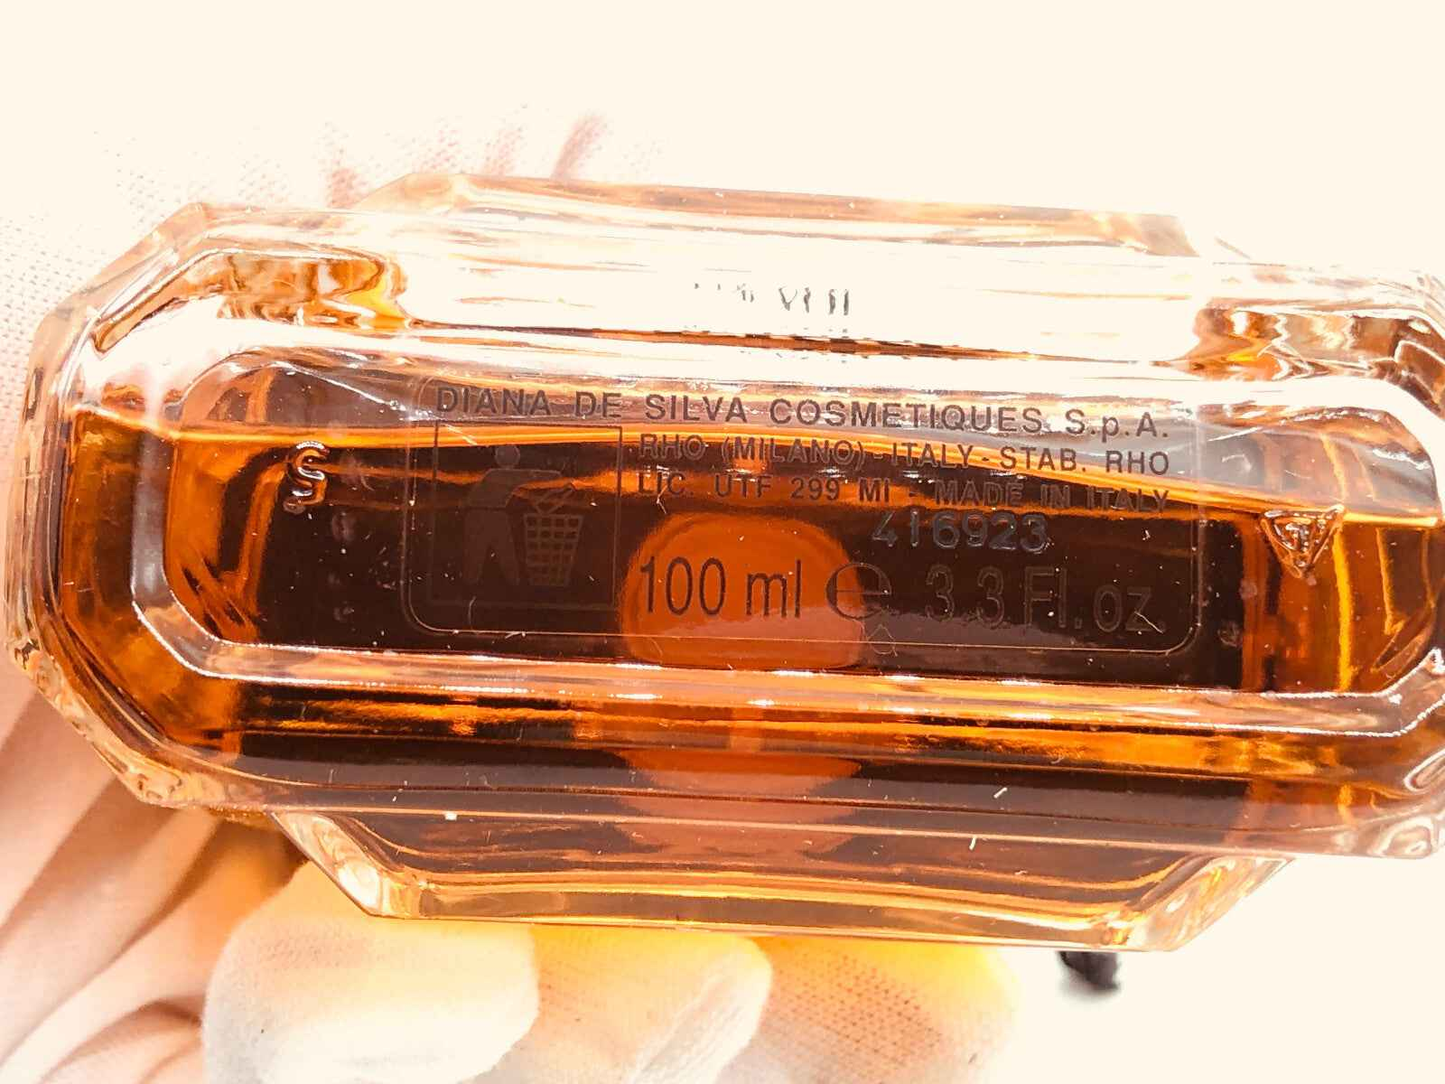 DIANA DE SILVA COSMETIQUES S.p.A.
RHO (MILANO)-ITALY-STAB. RHO
LIC. UTF 299 MI - MADE IN ITALY
416923
100 ml e 3.3 Fl. oz.
S